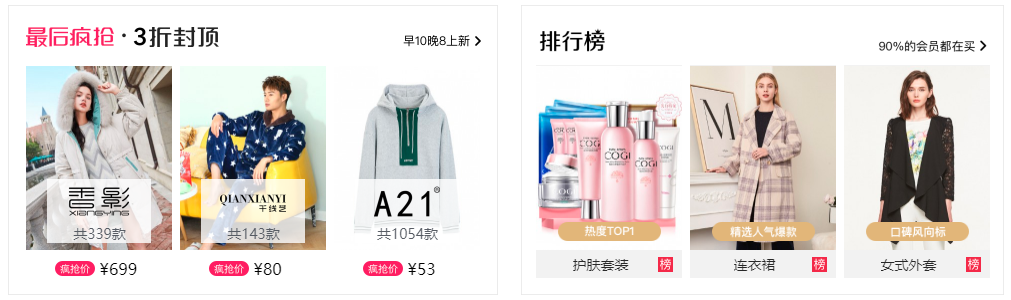 最后疯抢·3折封顶
早10晚8上新
香影
XIANGYING
共339款
疯抢价 ¥699
QIANXIANYI
千线艺
共143款
疯抢价 ¥80
A21®
共1054款
疯抢价 ¥53
排行榜
90%的会员都在买
COGI
COGI
热度TOP1
护肤套装 榜
M
精选人气爆款
连衣裙 榜
口碑风向标
女式外套 榜